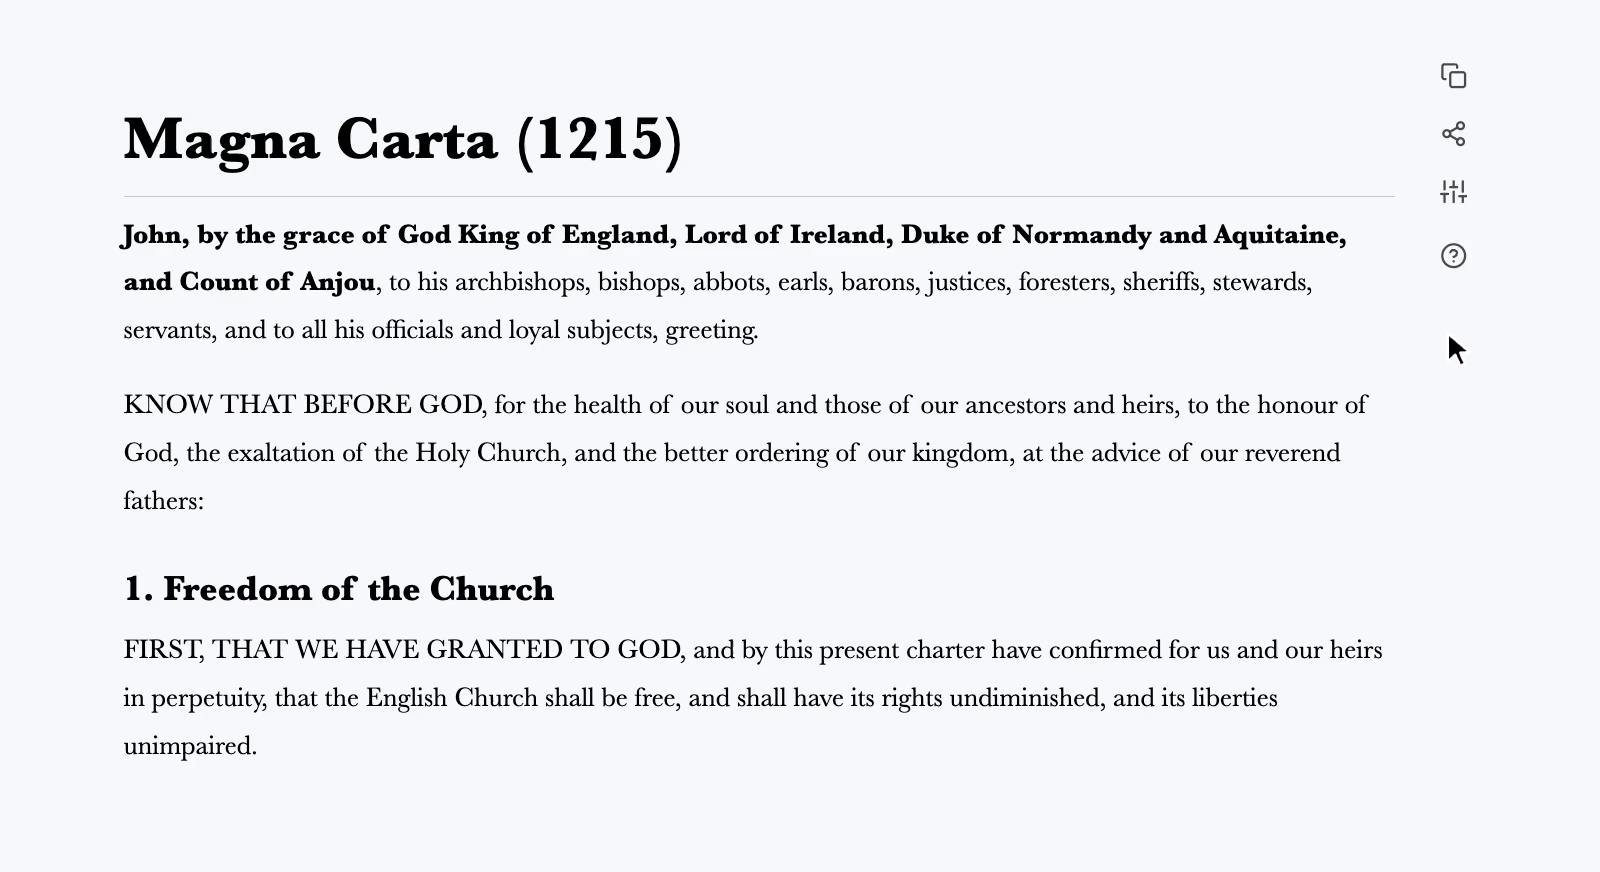 Magna Carta (1215)
John, by the grace of God King of England, Lord of Ireland, Duke of Normandy and Aquitaine,
and Count of Anjou, to his archbishops, bishops, abbots, earls, barons, justices, foresters, sheriffs, stewards,
servants, and to all his officials and loyal subjects, greeting.
KNOW THAT BEFORE GOD, for the health of our soul and those of our ancestors and heirs, to the honour of
God, the exaltation of the Holy Church, and the better ordering of our kingdom, at the advice of our reverend
fathers:
1. Freedom of the Church
FIRST, THAT WE HAVE GRANTED TO GOD, and by this present charter have confirmed for us and our heirs
in perpetuity, that the English Church shall be free, and shall have its rights undiminished, and its liberties
unimpaired.